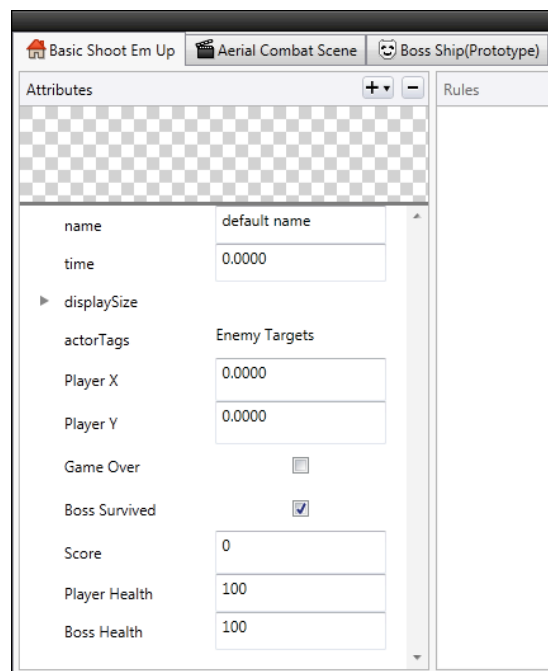 Basic Shoot Em Up Aerial Combat Scene Boss Ship(Prototype)
Attributes + - Rules
name default name
time 0.0000
displaySize
actorTags Enemy Targets
Player X 0.0000
Player Y 0.0000
Game Over
Boss Survived
Score 0
Player Health 100
Boss Health 100